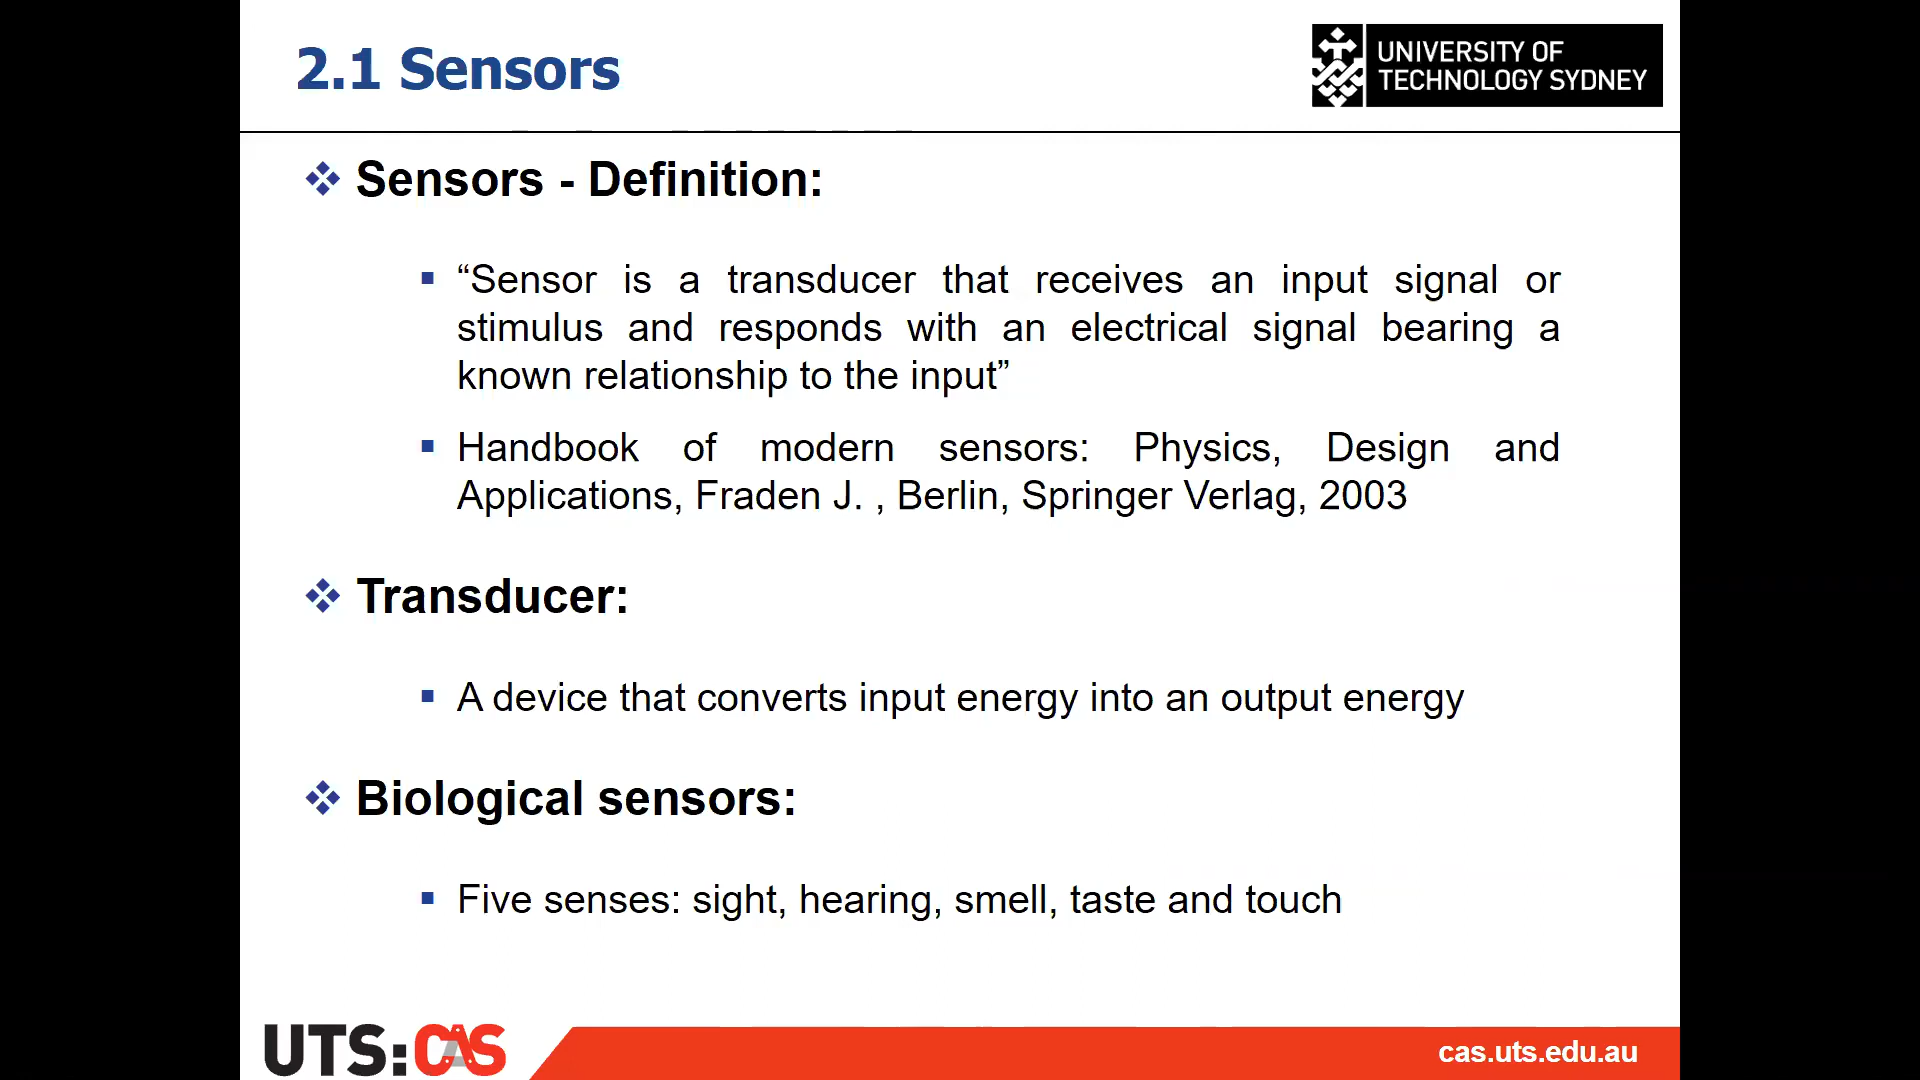 2.1 Sensors
UNIVERSITY OF
TECHNOLOGY SYDNEY
Sensors - Definition:
“Sensor is a transducer that receives an input signal or
stimulus and responds with an electrical signal bearing a
known relationship to the input”
Handbook of modern sensors: Physics, Design and
Applications, Fraden J. , Berlin, Springer Verlag, 2003
Transducer:
A device that converts input energy into an output energy
Biological sensors:
Five senses: sight, hearing, smell, taste and touch
UTS:CAS
cas.uts.edu.au